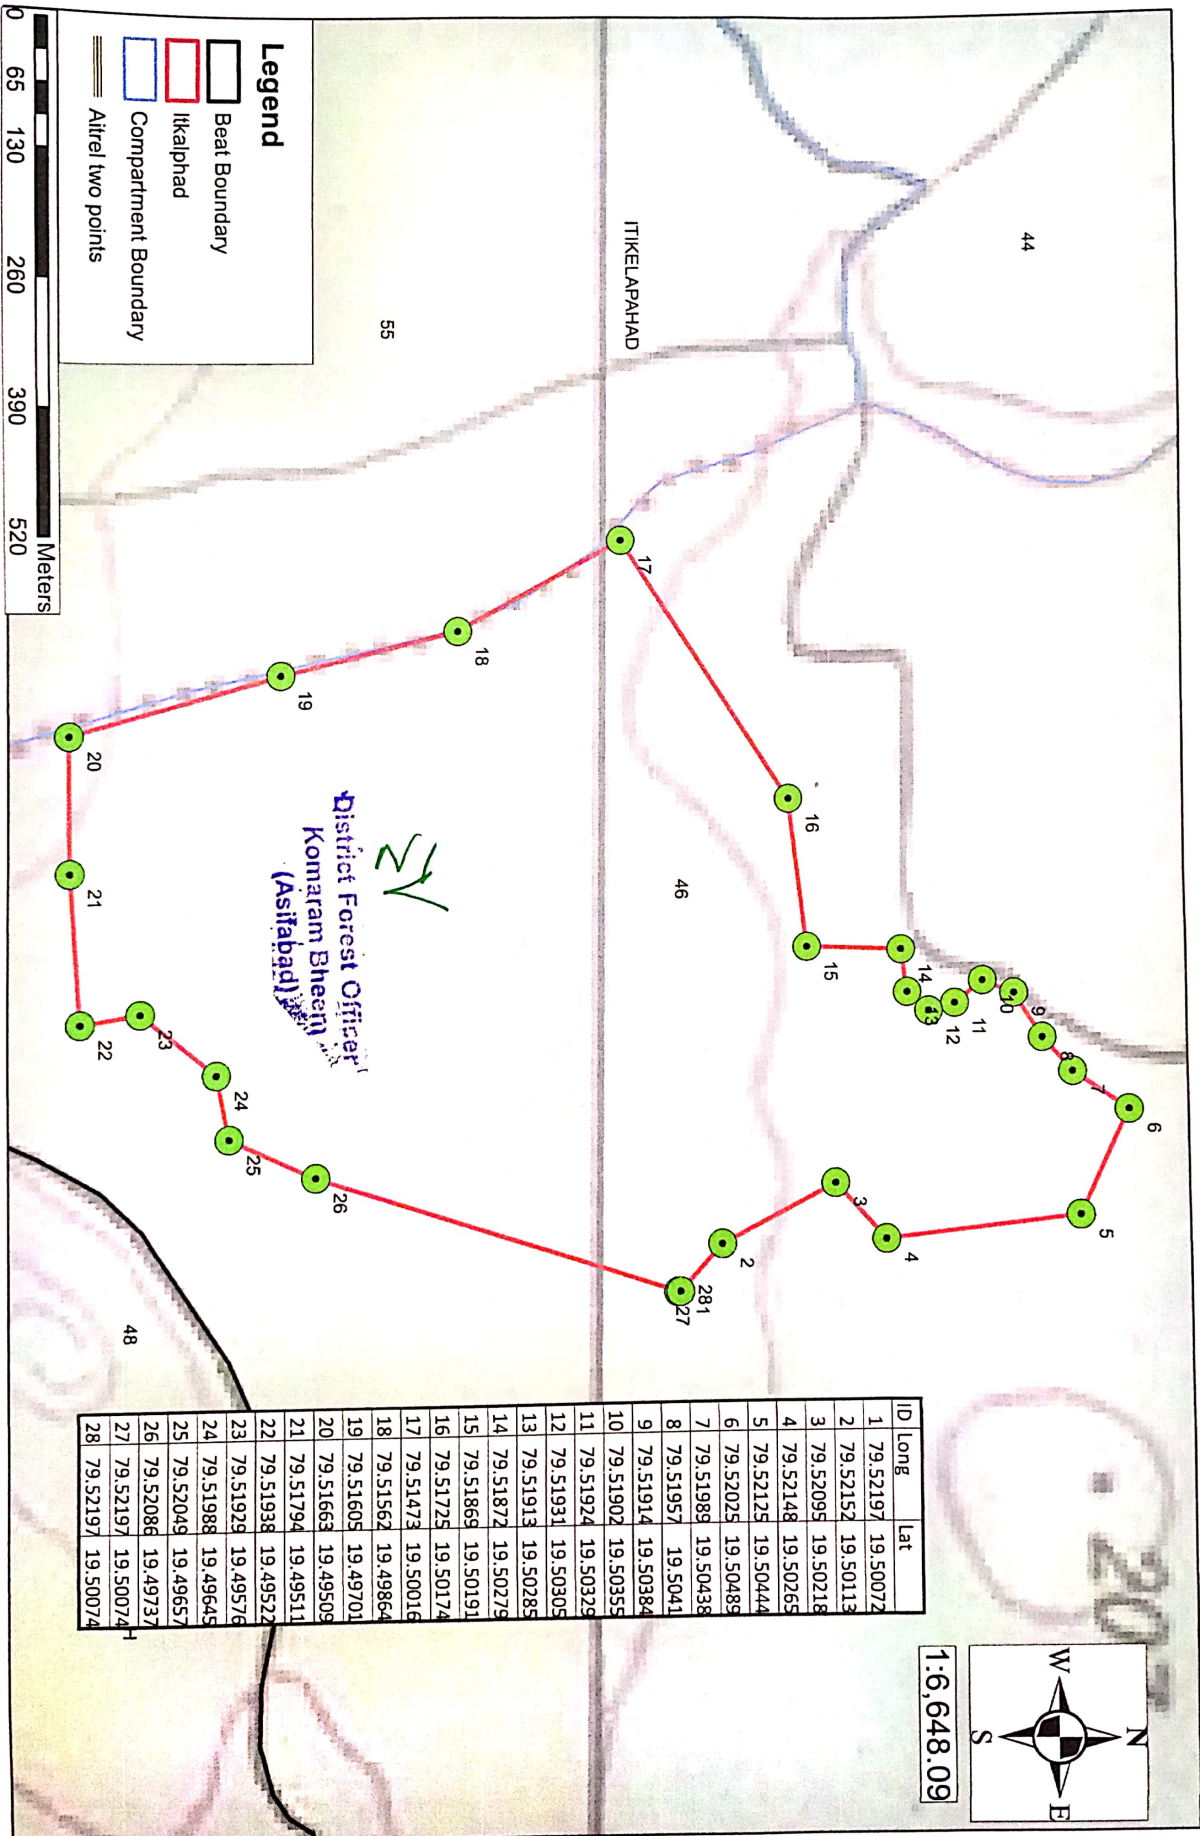 44
ITIKELAPAHAD
55
46
48
17
16
15
14
13
12
11
10
9
8
7
6
5
4
3
2
281
27
18
19
20
21
22
23
24
25
26
District Forest Officer
Komaram Bheem
(Asifabad)
Legend
Beat Boundary
Itkalphad
Compartment Boundary
Aitrel two points
0 65 130 260 390 520
Meters
N
W E
S
1:6,648.09
ID Long Lat
1 79.52197 19.50072
2 79.52152 19.50113
3 79.52095 19.50218
4 79.52148 19.50265
5 79.52125 19.50444
6 79.52025 19.50489
7 79.51989 19.50438
8 79.51957 19.5041
9 79.51914 19.50384
10 79.51902 19.50355
11 79.51924 19.50329
12 79.51931 19.50305
13 79.51913 19.50285
14 79.51872 19.50279
15 79.51869 19.50191
16 79.51725 19.50174
17 79.51473 19.50016
18 79.51562 19.49864
19 79.51605 19.49701
20 79.51663 19.49509
21 79.51794 19.49511
22 79.51938 19.49522
23 79.51929 19.49576
24 79.51988 19.49645
25 79.52049 19.49657
26 79.52086 19.49737
27 79.52197 19.50074
28 79.52197 19.50074
H